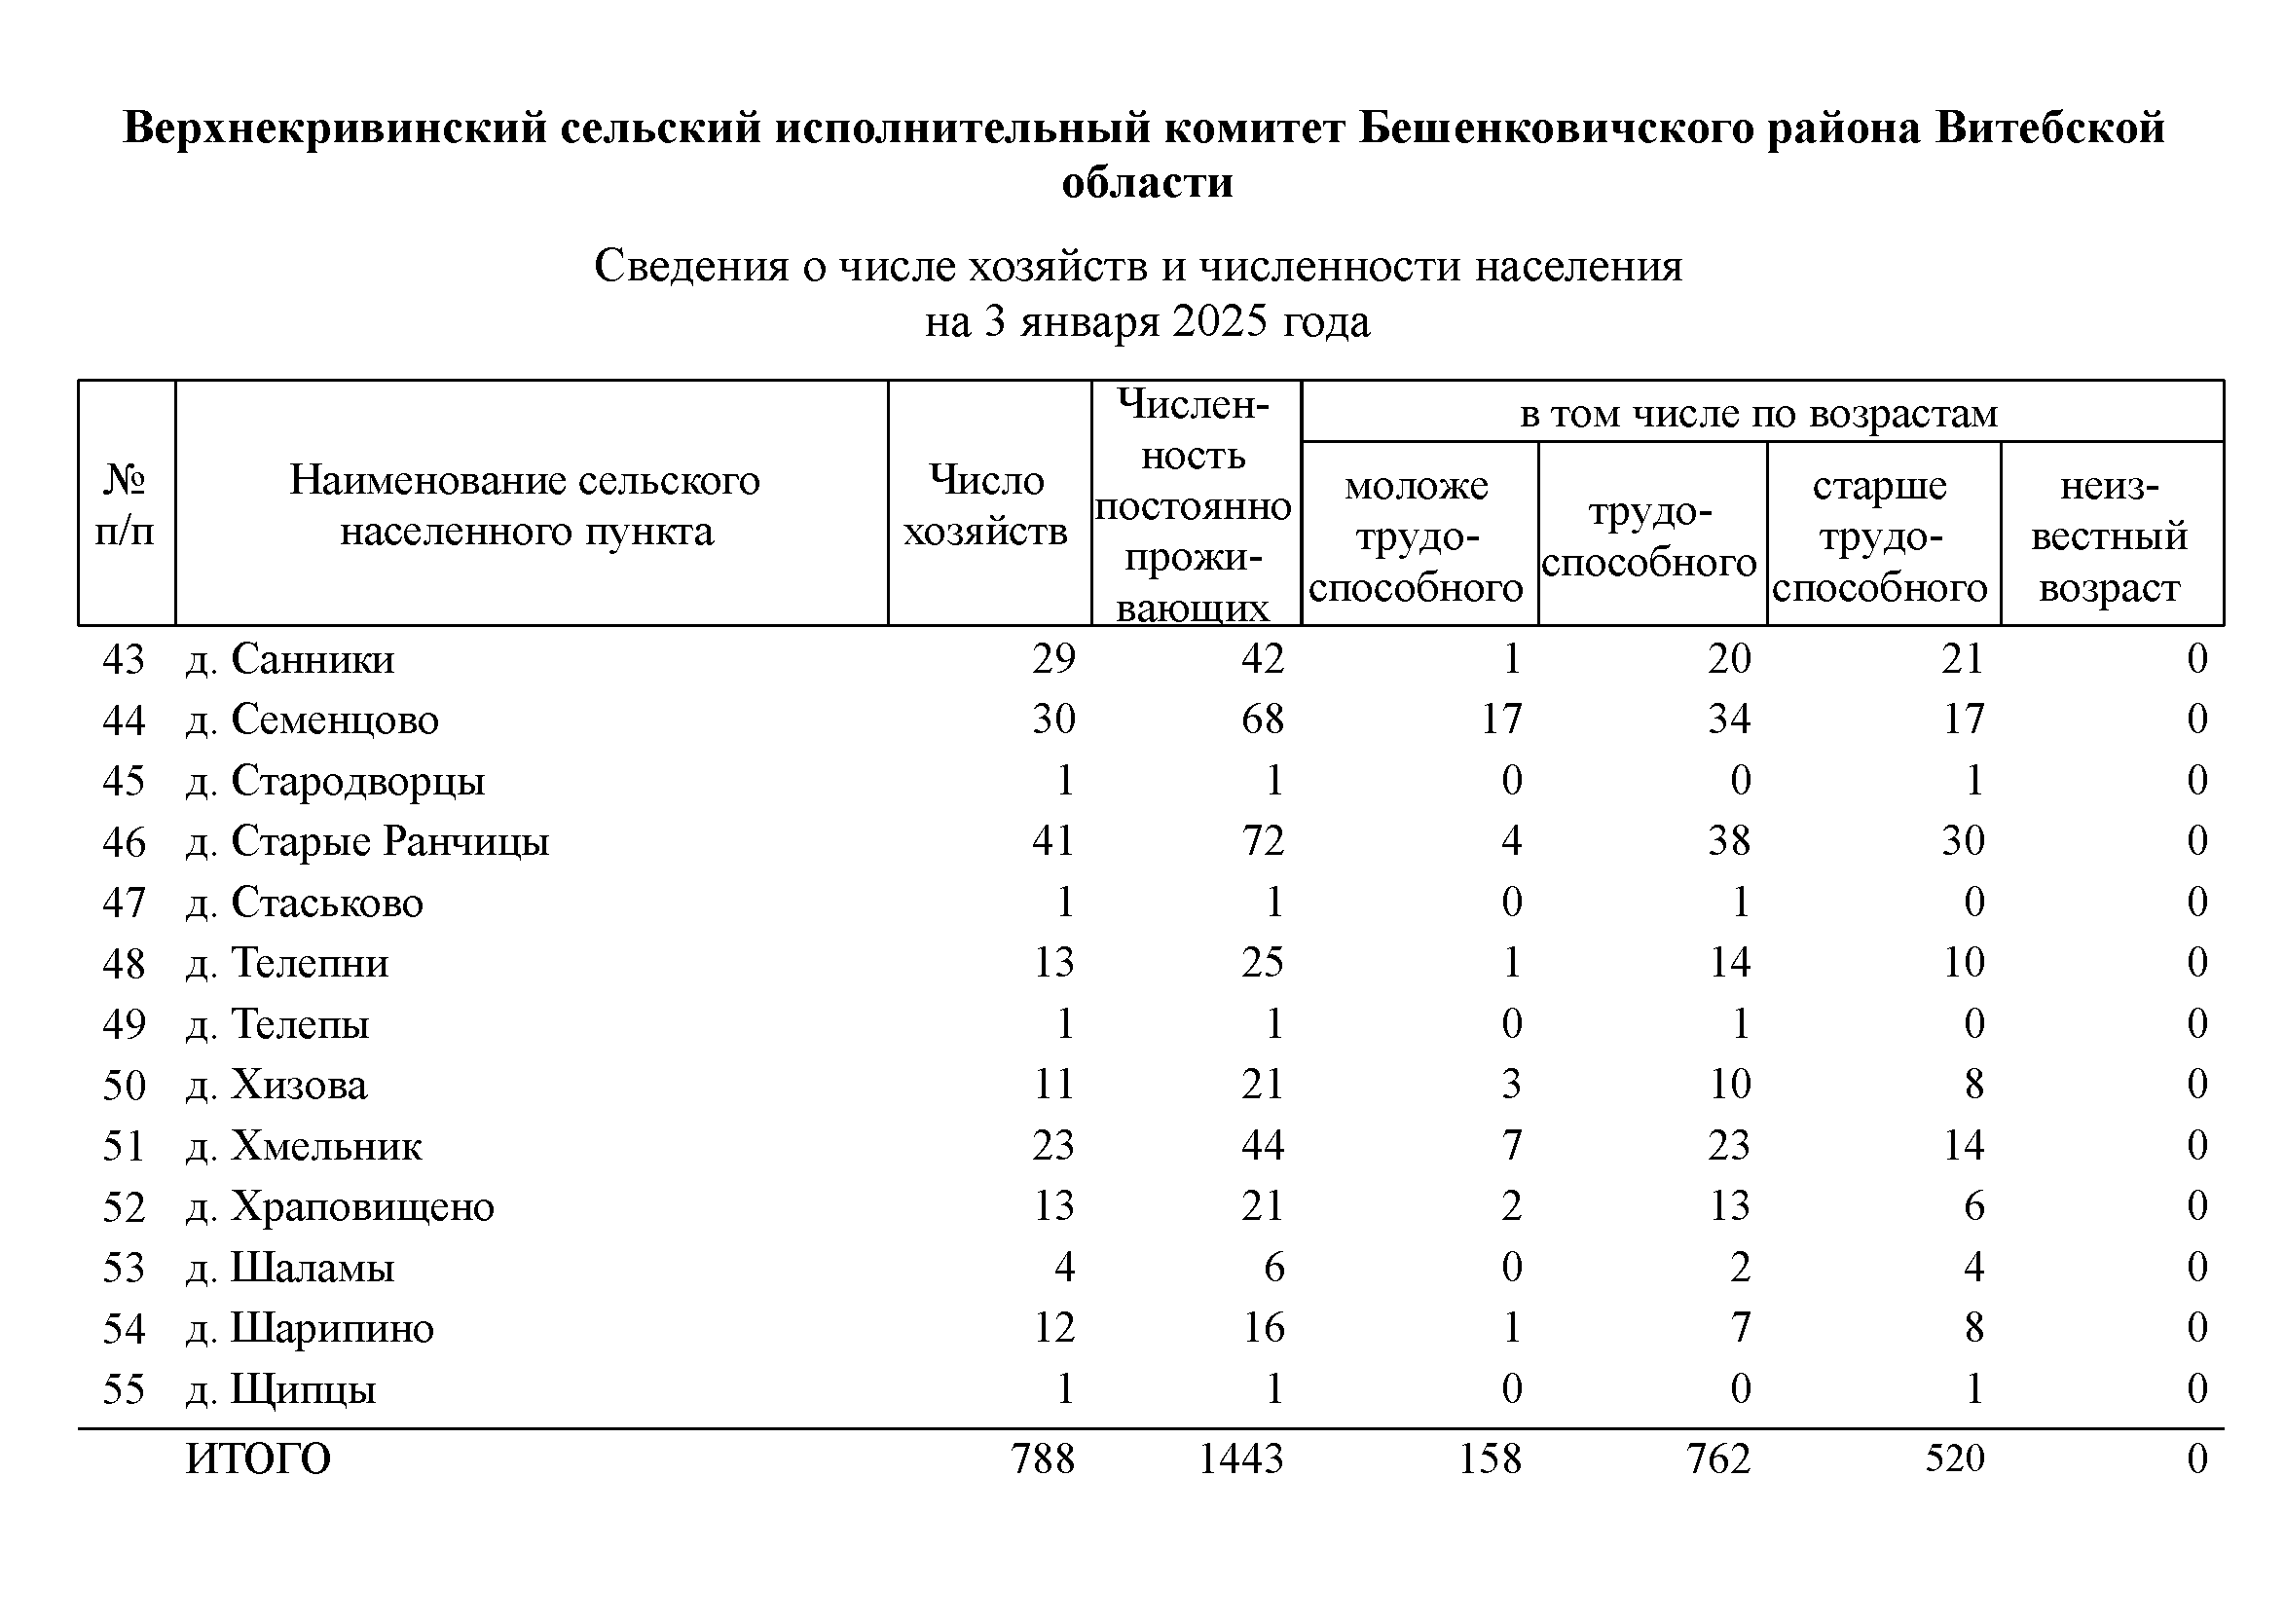 Верхнекривинский сельский исполнительный комитет Бешенковичского района Витебской
области
Сведения о числе хозяйств и численности населения
на 3 января 2025 года
№ п/п
Наименование сельского населенного пункта
Число хозяйств
Числен-
ность
постоянно
прожи-
вающих
в том числе по возрастам
моложе
трудо-
способного
трудо-
способного
старше
трудо-
способного
неиз-
вестный
возраст
43 д. Санники 29 42 1 20 21 0
44 д. Семенцово 30 68 17 34 17 0
45 д. Стародворцы 1 1 0 0 1 0
46 д. Старые Ранчицы 41 72 4 38 30 0
47 д. Стаськово 1 1 0 1 0 0
48 д. Телепни 13 25 1 14 10 0
49 д. Телепы 1 1 0 1 0 0
50 д. Хизова 11 21 3 10 8 0
51 д. Хмельник 23 44 7 23 14 0
52 д. Храповищено 13 21 2 13 6 0
53 д. Шаламы 4 6 0 2 4 0
54 д. Шарипино 12 16 1 7 8 0
55 д. Щипцы 1 1 0 0 1 0
ИТОГО 788 1443 158 762 520 0